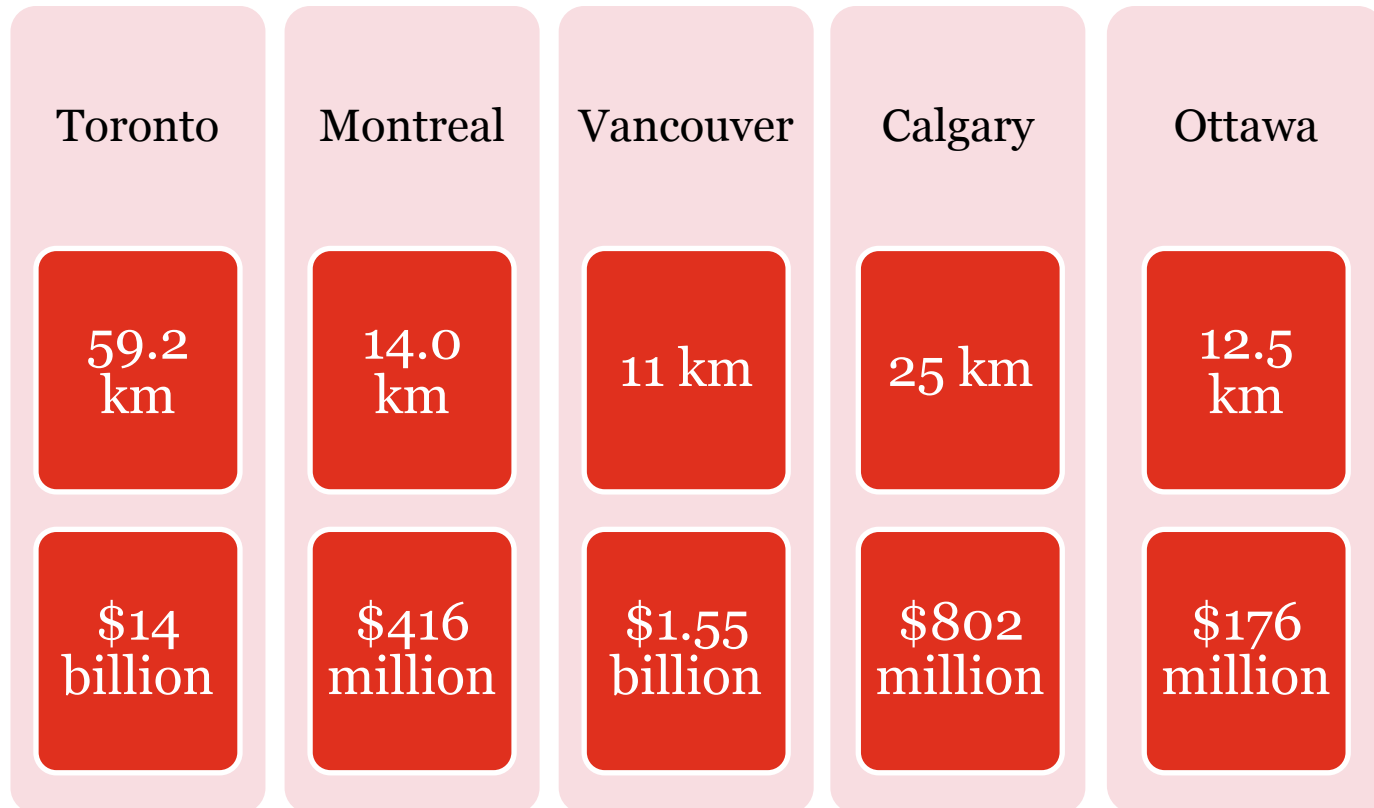 Toronto
59.2
km
$14
billion
Montreal
14.0
km
$416
million
Vancouver
11 km
$1.55
billion
Calgary
25 km
$802
million
Ottawa
12.5
km
$176
million